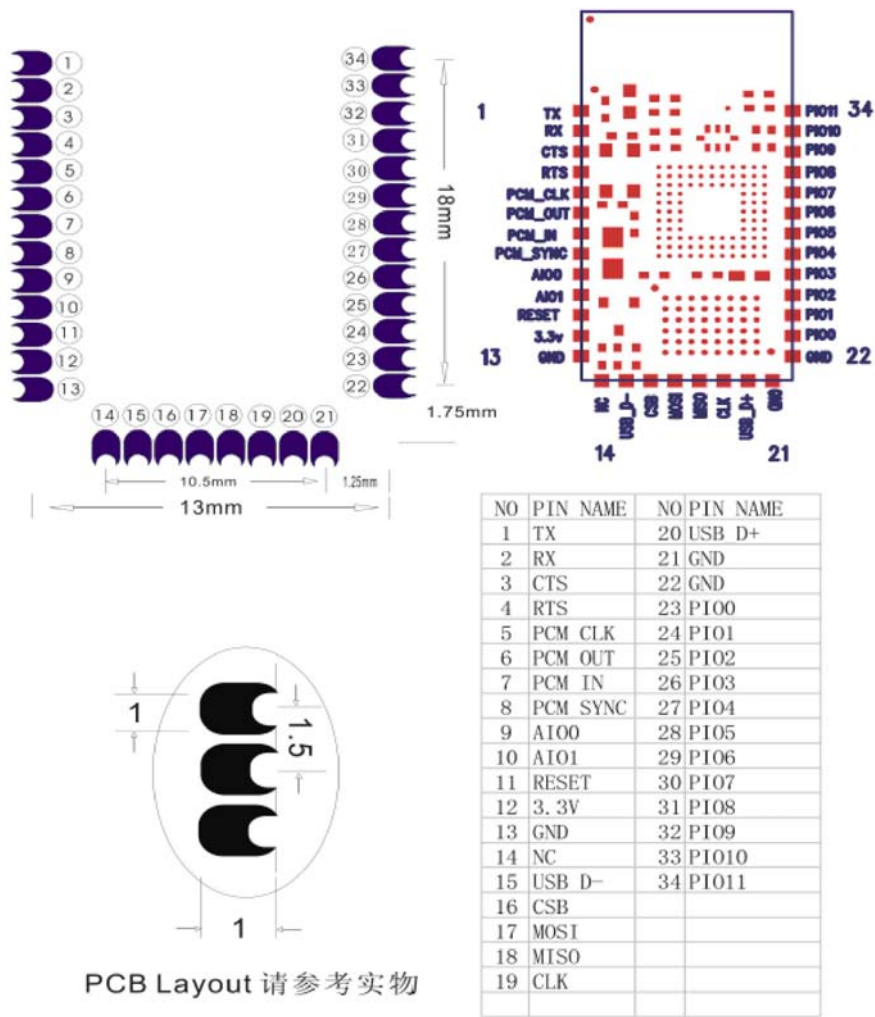 1
2
3
4
5
6
7
8
9
10
11
12
13
34
33
32
31
30
29
28
27
26
25
24
23
22
18mm
1.75mm
14 15 16 17 18 19 20 21
10.5mm
1.25mm
13mm
1
34
13
22
TX
RX
CTS
RTS
PCM_CLK
PCM_OUT
PCM_IN
PCM_SYNC
AIO0
AIO1
RESET
3.3v
GND
PIO11
PIO10
PIO9
PIO8
PIO7
PIO6
PIO5
PIO4
PIO3
PIO2
PIO1
PIO0
GND
NC
USB_D-
CSB
MOSI
MISO
CLK
USB_D+
GND
14
21
NO PIN NAME NO PIN NAME
1 TX 20 USB D+
2 RX 21 GND
3 CTS 22 GND
4 RTS 23 PIO0
5 PCM CLK 24 PIO1
6 PCM OUT 25 PIO2
7 PCM IN 26 PIO3
8 PCM SYNC 27 PIO4
9 AIO0 28 PIO5
10 AIO1 29 PIO6
11 RESET 30 PIO7
12 3.3V 31 PIO8
13 GND 32 PIO9
14 NC 33 PIO10
15 USB D- 34 PIO11
16 CSB
17 MOSI
18 MISO
19 CLK
1
1.5
1
PCB Layout 请参考实物